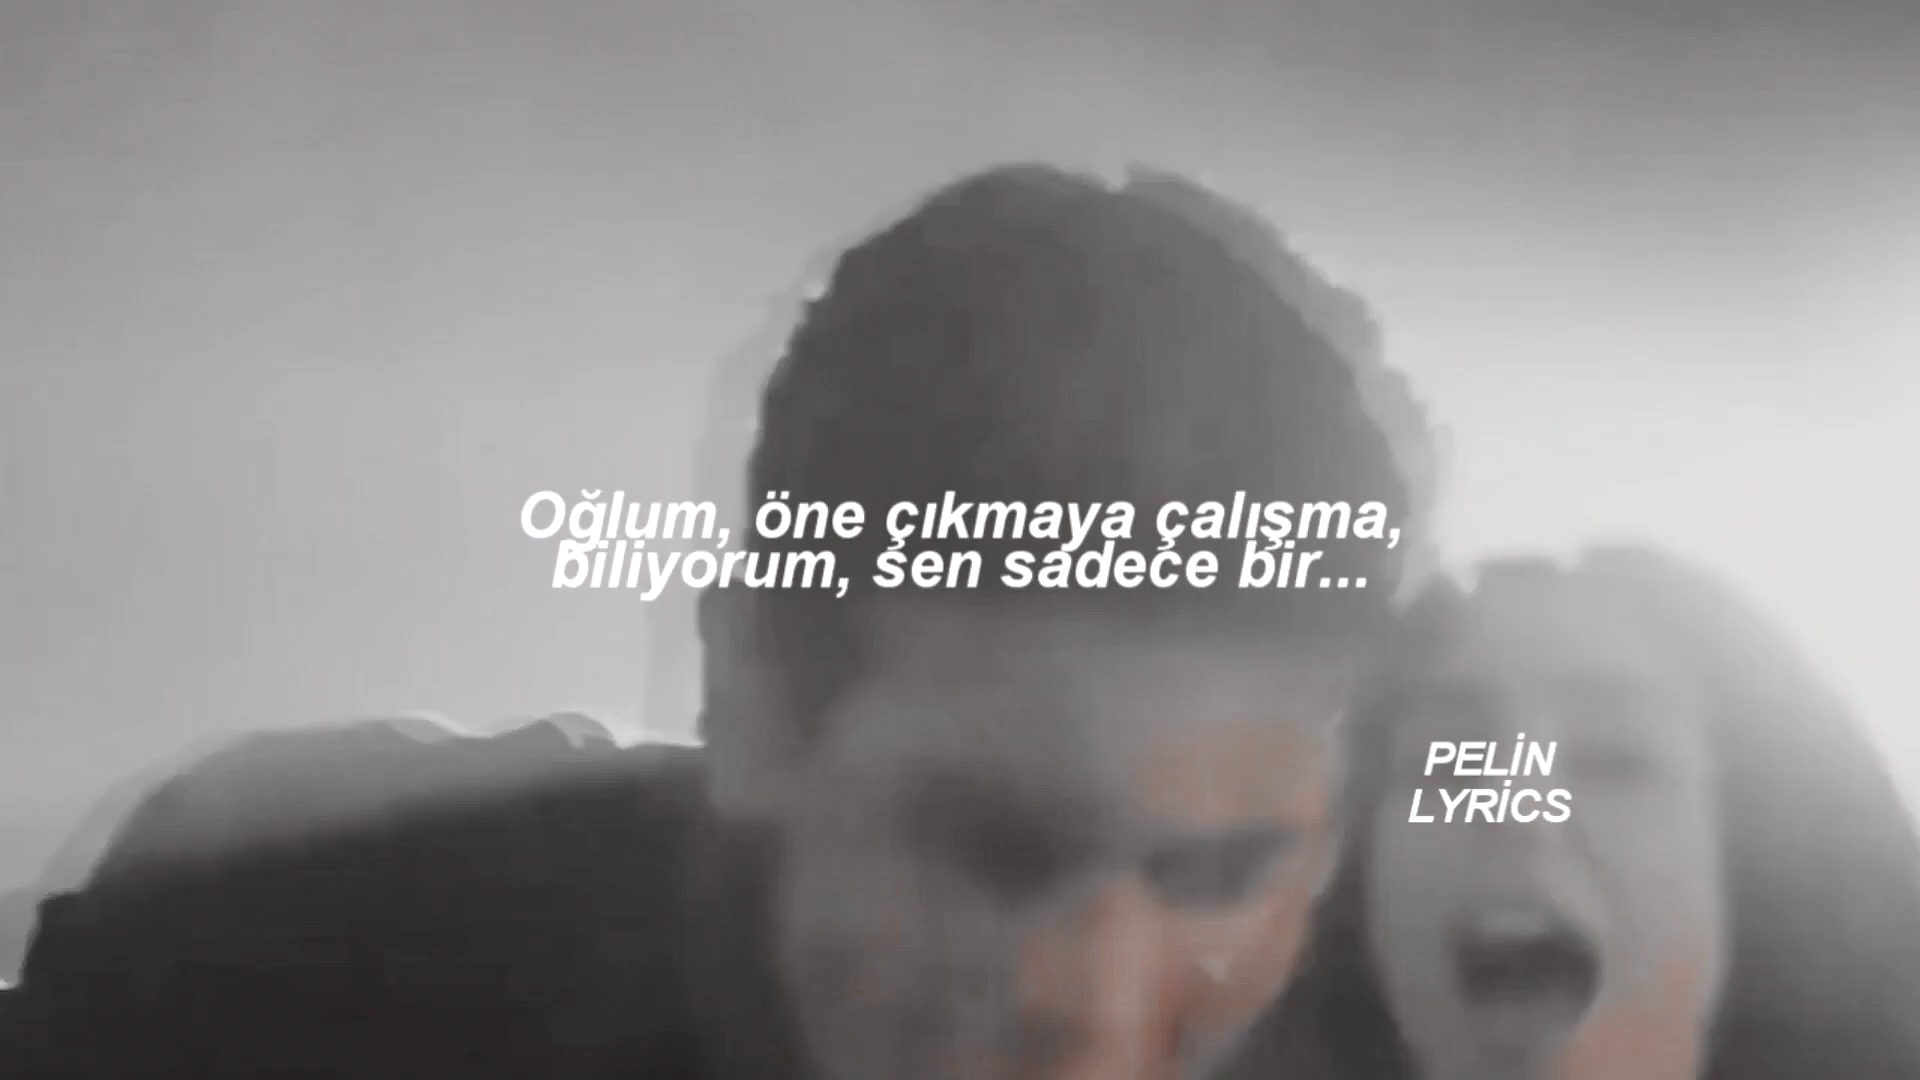 Oğlum, öne çıkmaya çalışma,
biliyorum, sen sadece bir...
PELİN
LYRİCS